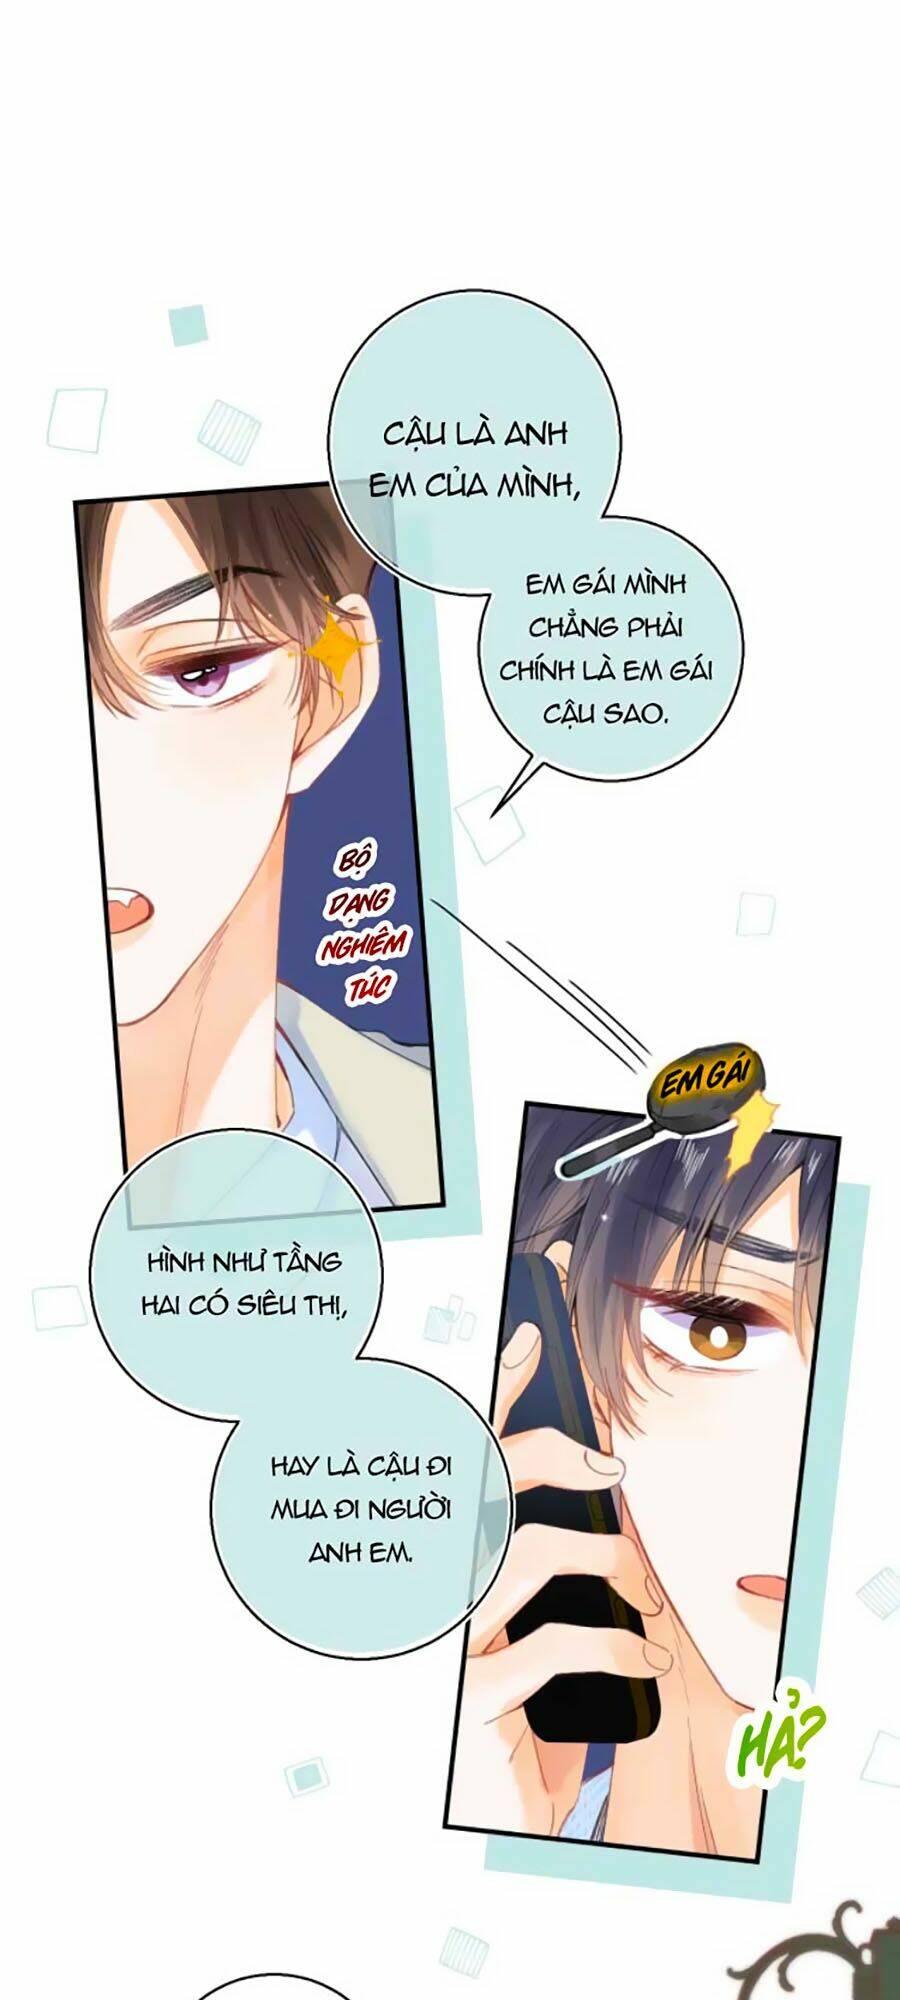 CẬU LÀ ANH
EM CỦA MÌNH,
EM GÁI MÌNH
CHẲNG PHẢI
CHÍNH LÀ EM GÁI
CẬU SAO.
BỘ
DẠNG
NGHIÊM
TÚC
EM GÁI
HÌNH NHƯ TẦNG
HAI CÓ SIÊU THỊ,
HAY LÀ CẬU ĐI
MUA ĐI NGƯỜI
ANH EM.
HẢ?